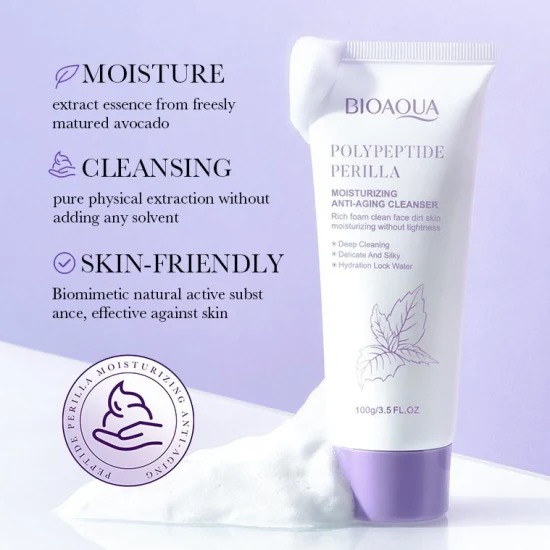 MOISTURE
extract essence from freesly
matured avocado
CLEANSING
pure physical extraction without
adding any solvent
SKIN-FRIENDLY
Biomimetic natural active subst
ance, effective against skin
PEPTIDE PERILLA MOISTURIZING ANTI-AGING
BIOAQUA
POLYPEPTIDE
PERILLA
MOISTURIZING
ANTI-AGING CLEANSER
Rich foam clean face dirt skin
moisturizing without tightness
Deep Cleaning
Delicate And Silky
Hydration Lock Water
100g/3.5 FL.OZ